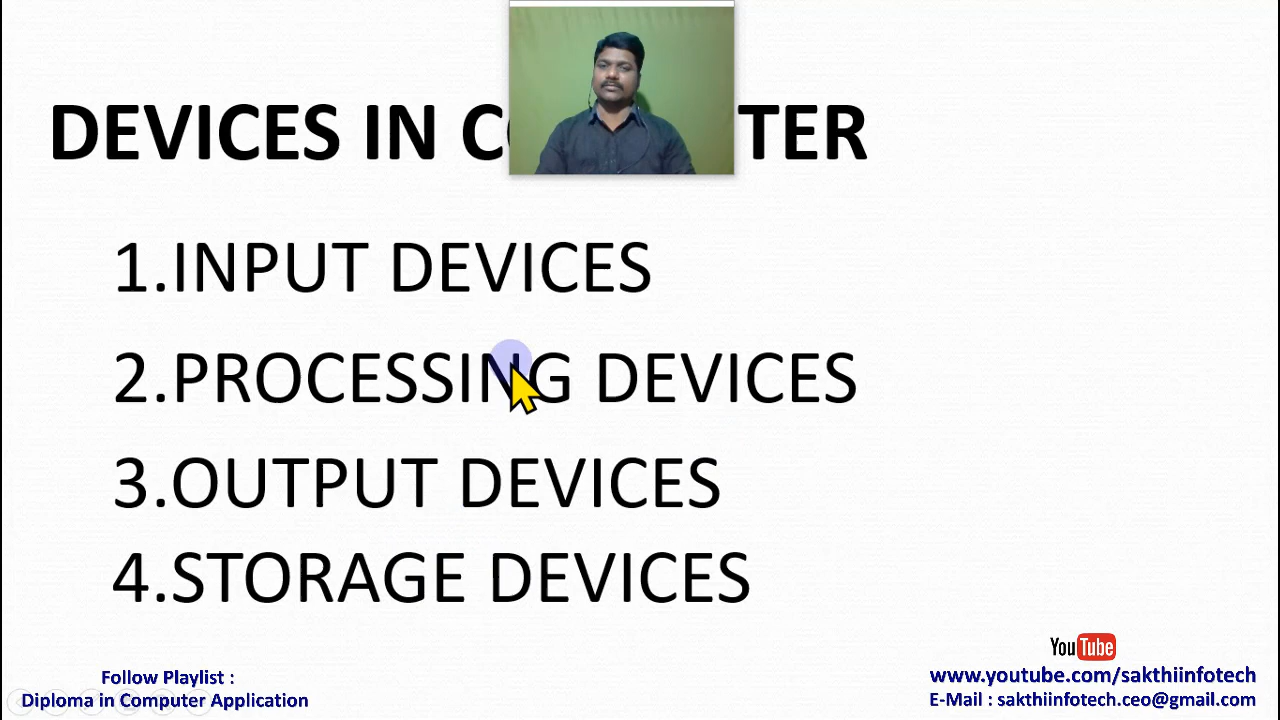 DEVICES IN C TER
1.INPUT DEVICES
2.PROCESSING DEVICES
3.OUTPUT DEVICES
4.STORAGE DEVICES
YouTube
Follow Playlist :
www.youtube.com/sakthiinfotech
Diploma in Computer Application
E-Mail : sakthiinfotech.ceo@gmail.com